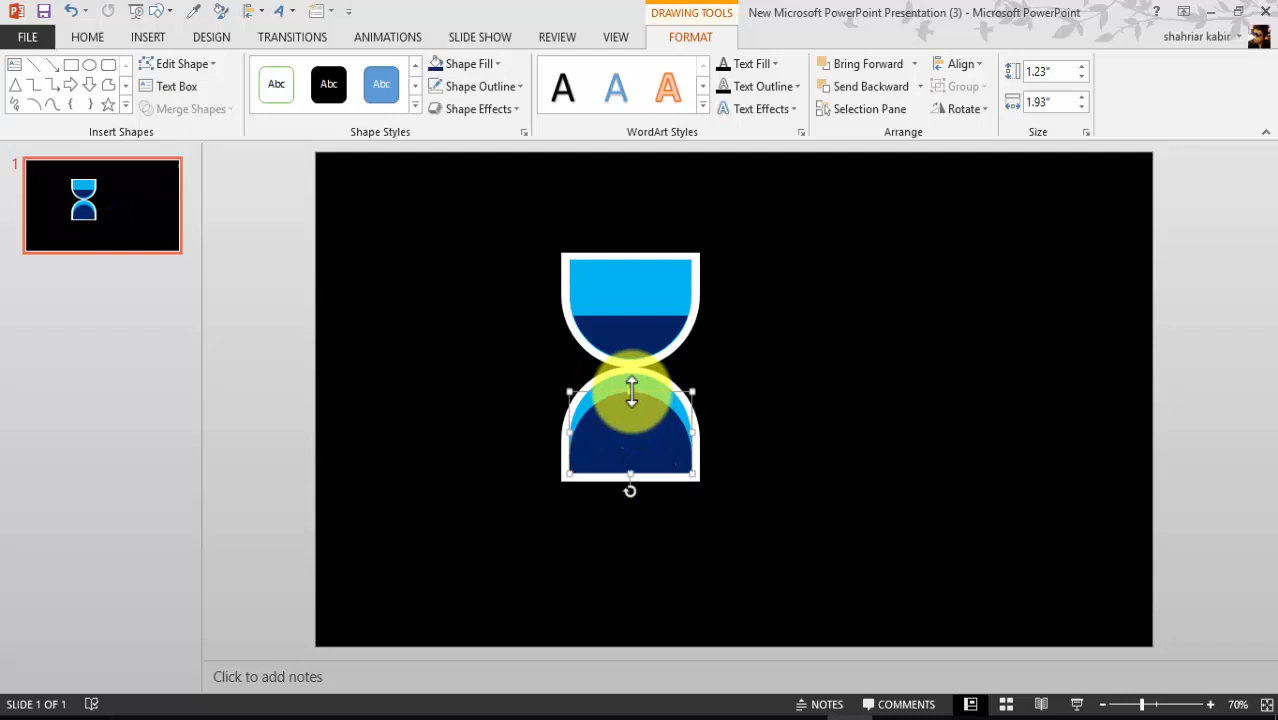 DRAWING TOOLS
New Microsoft PowerPoint Presentation (3) - Microsoft PowerPoint
FILE HOME INSERT DESIGN TRANSITIONS ANIMATIONS SLIDE SHOW REVIEW VIEW FORMAT shahriar kabir
Edit Shape
Text Box
Merge Shapes
Insert Shapes
Abc Abc Abc
Shape Fill
Shape Outline
Shape Effects
Shape Styles
A A A
Text Fill
Text Outline
Text Effects
WordArt Styles
Bring Forward
Send Backward
Selection Pane
Align
Group
Rotate
Arrange
1.23"
1.93"
Size
1
Click to add notes
SLIDE 1 OF 1 NOTES COMMENTS 70%